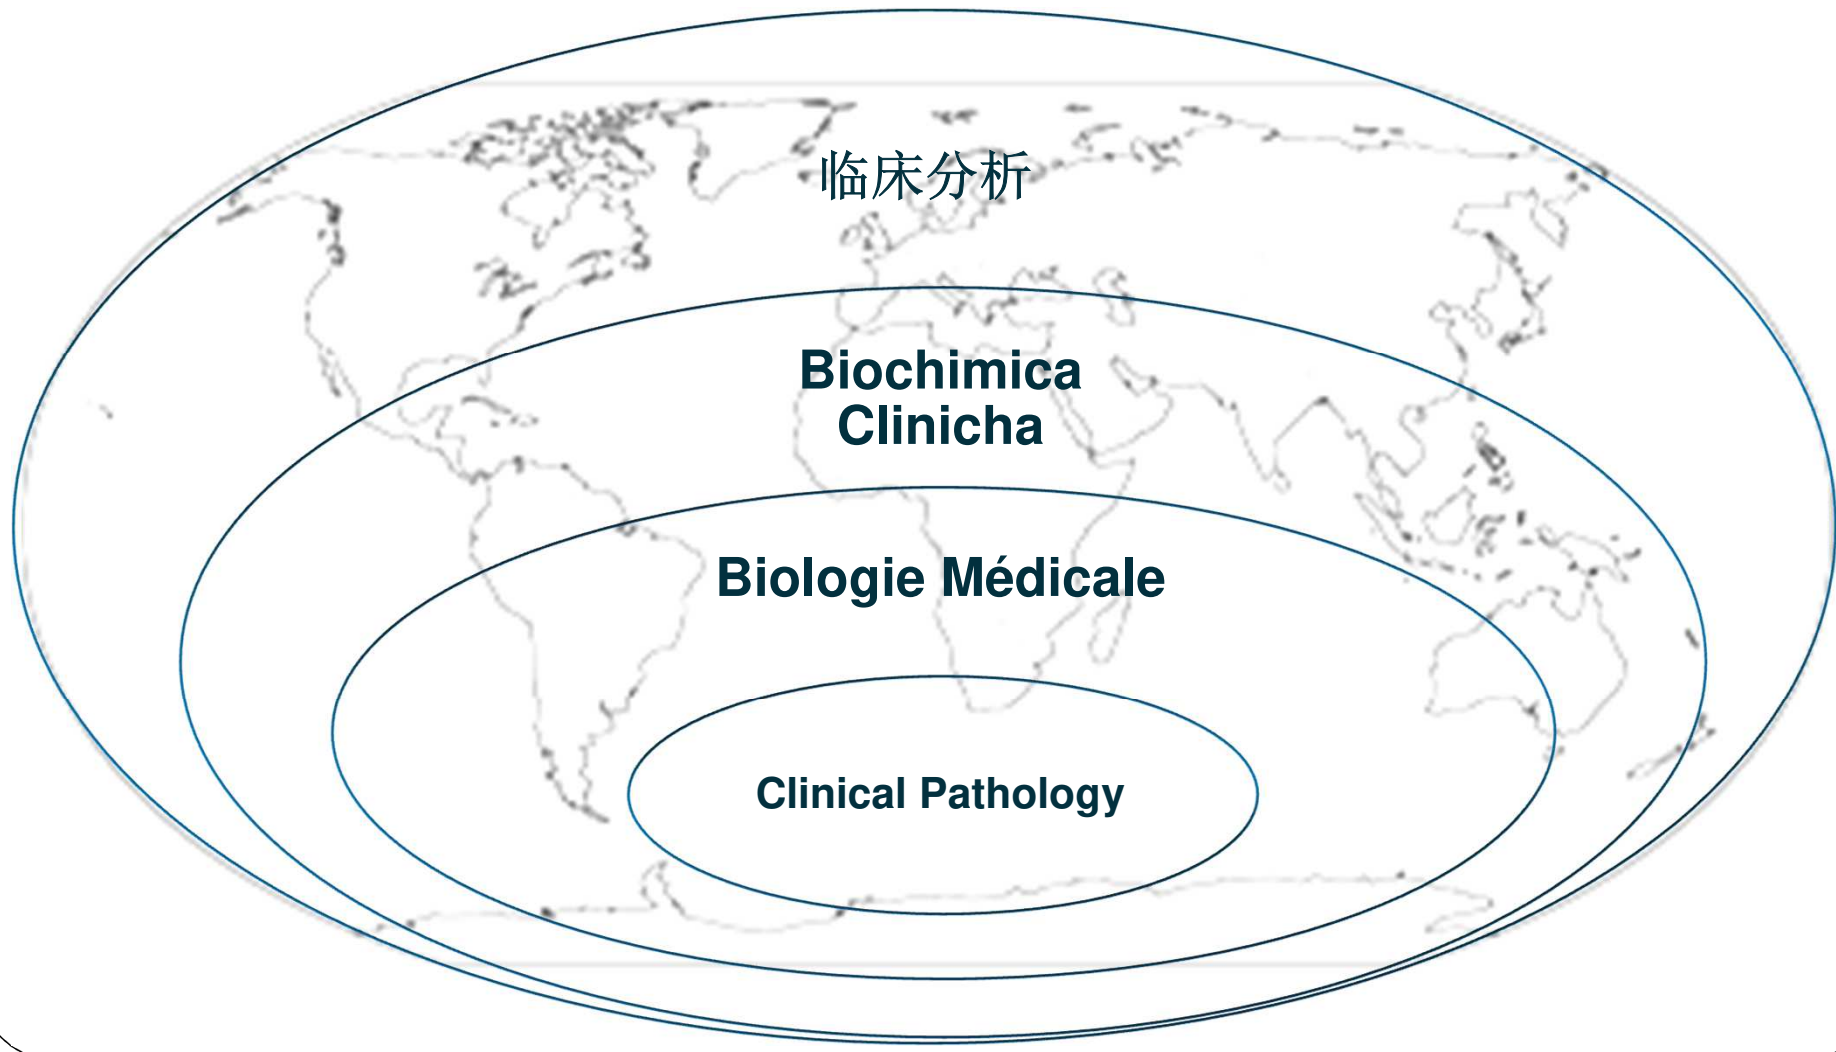 临床分析
Biochimica
Clinicha
Biologie Médicale
Clinical Pathology